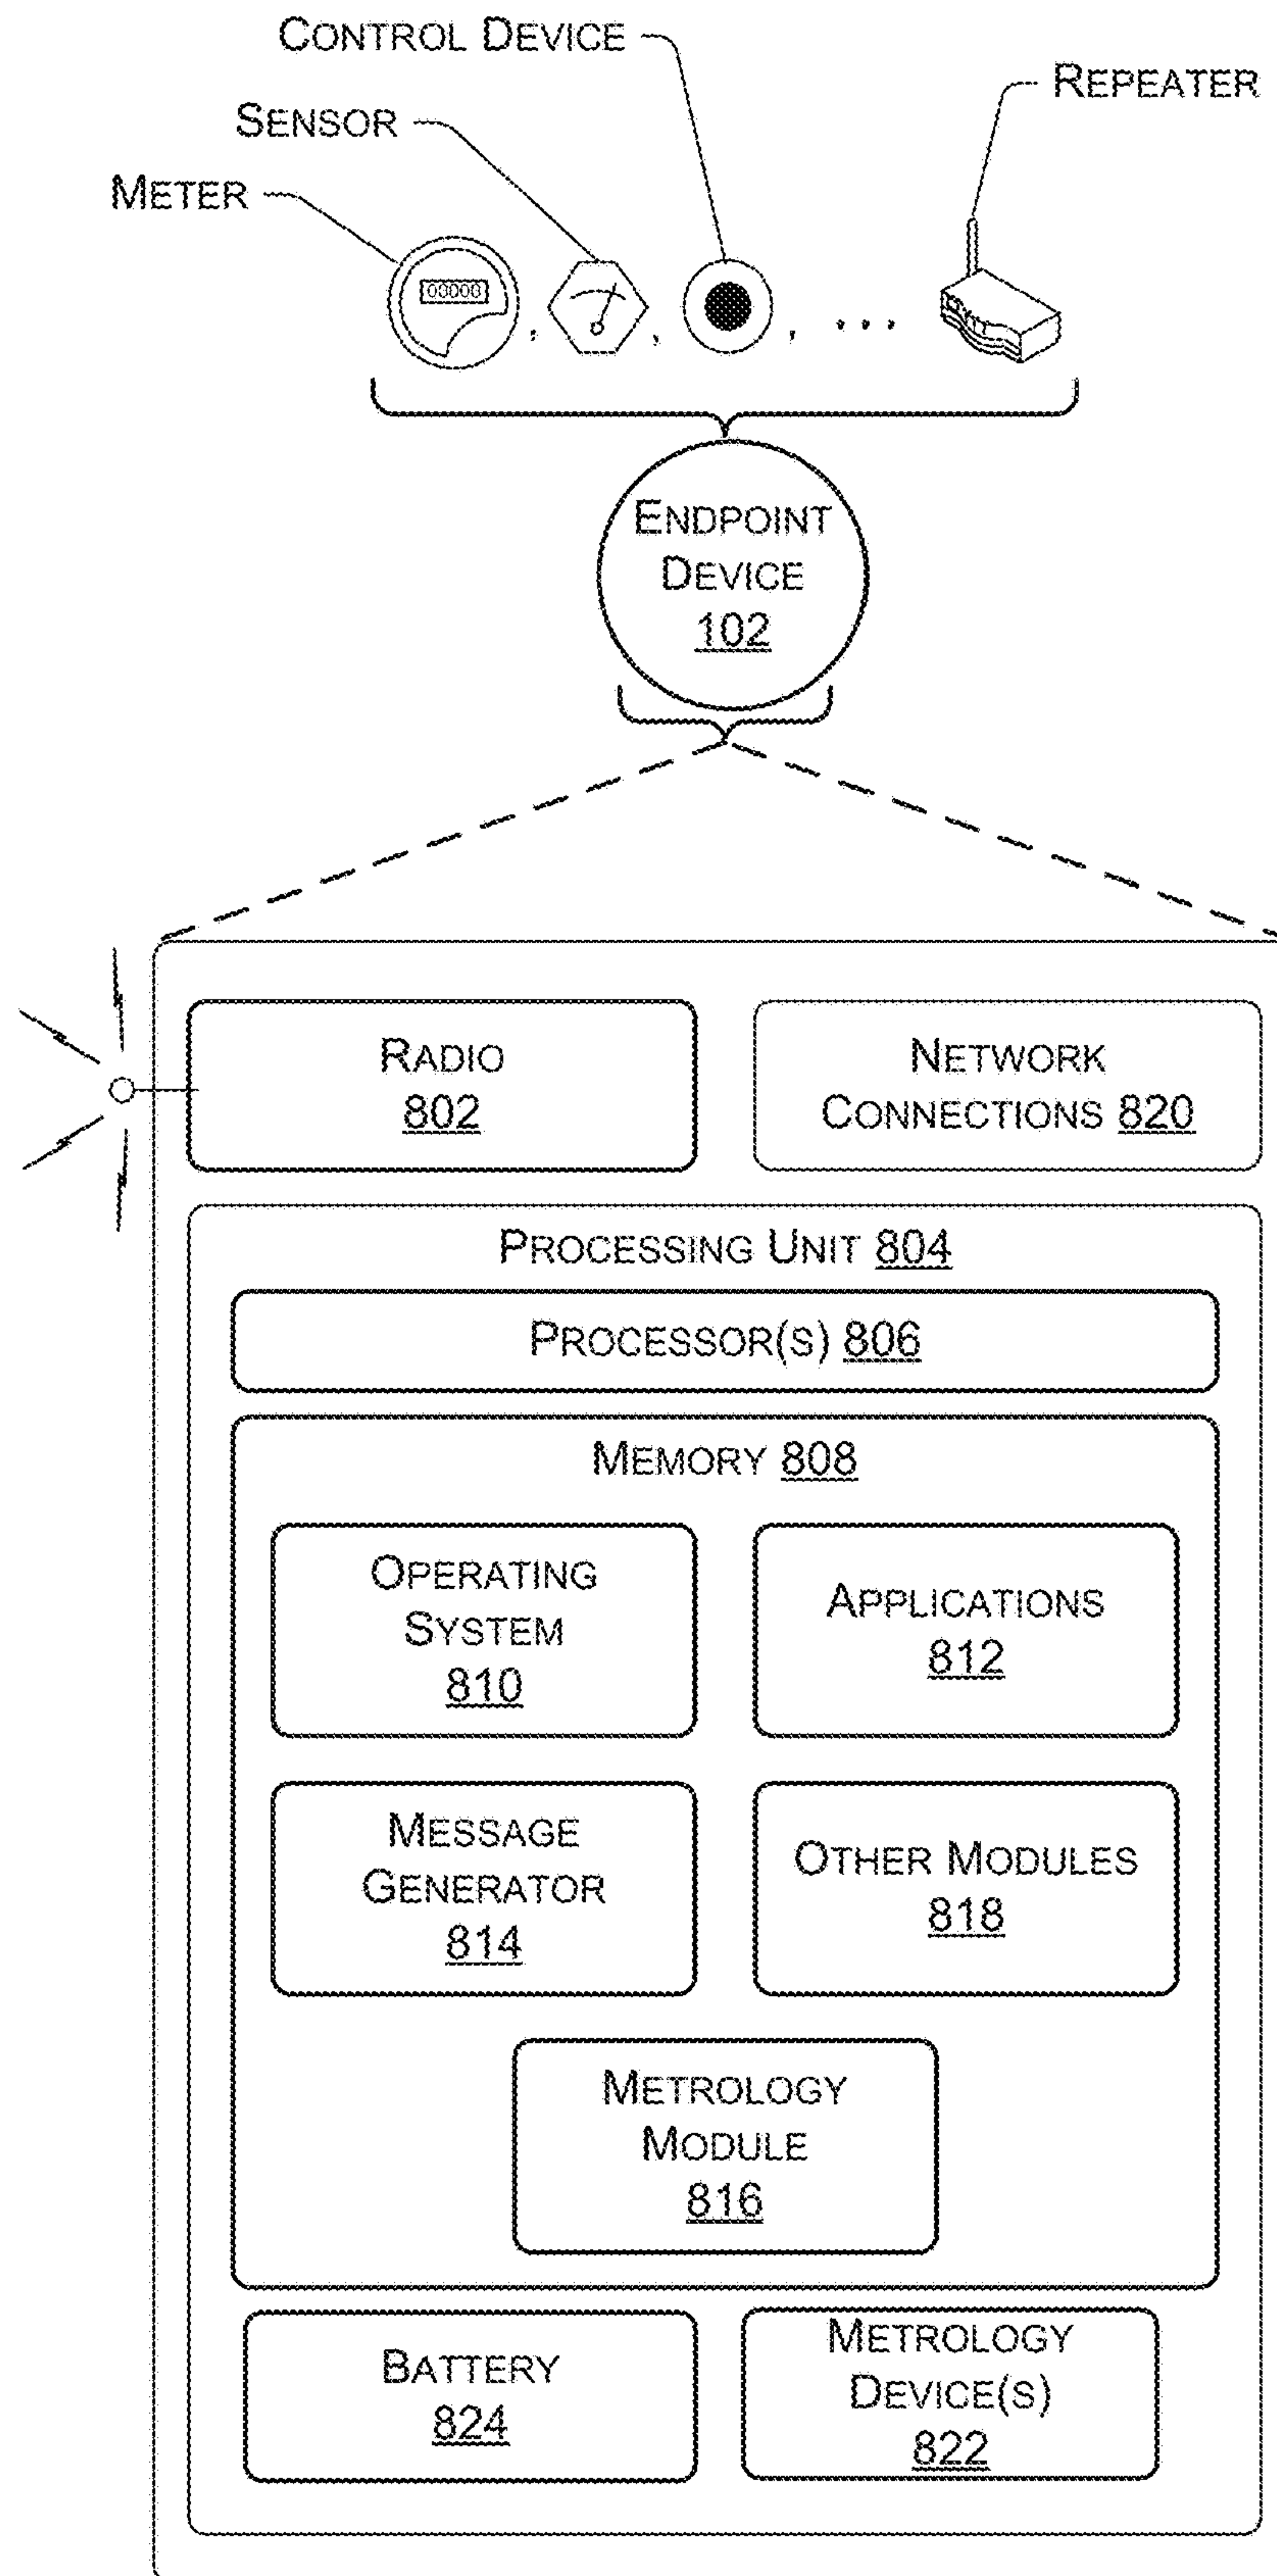 CONTROL DEVICE
REPEATER
SENSOR
METER
00000
, , , ...
ENDPOINT
DEVICE
102
RADIO
802
NETWORK
CONNECTIONS 820
PROCESSING UNIT 804
PROCESSOR(S) 806
MEMORY 808
OPERATING
SYSTEM
810
APPLICATIONS
812
MESSAGE
GENERATOR
814
OTHER MODULES
818
METROLOGY
MODULE
816
BATTERY
824
METROLOGY
DEVICE(S)
822